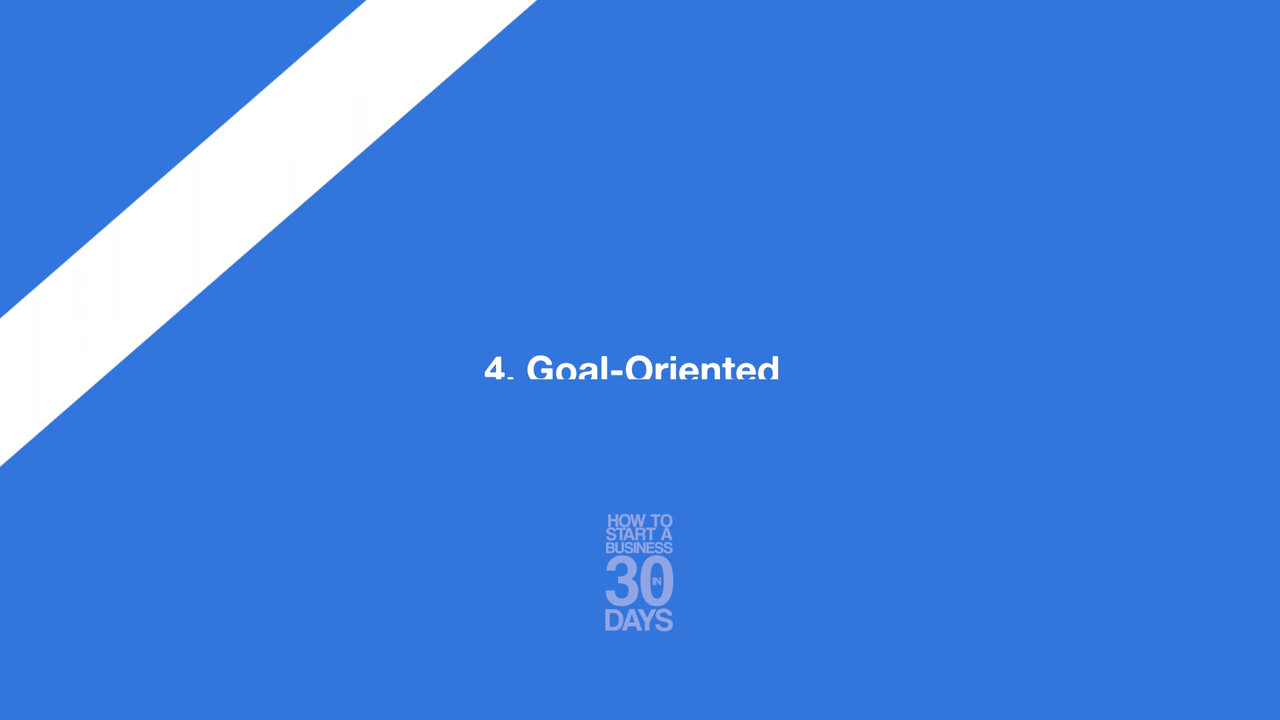 4. Goal-Oriented
HOW TO
START A
BUSINESS
30
IN
DAYS